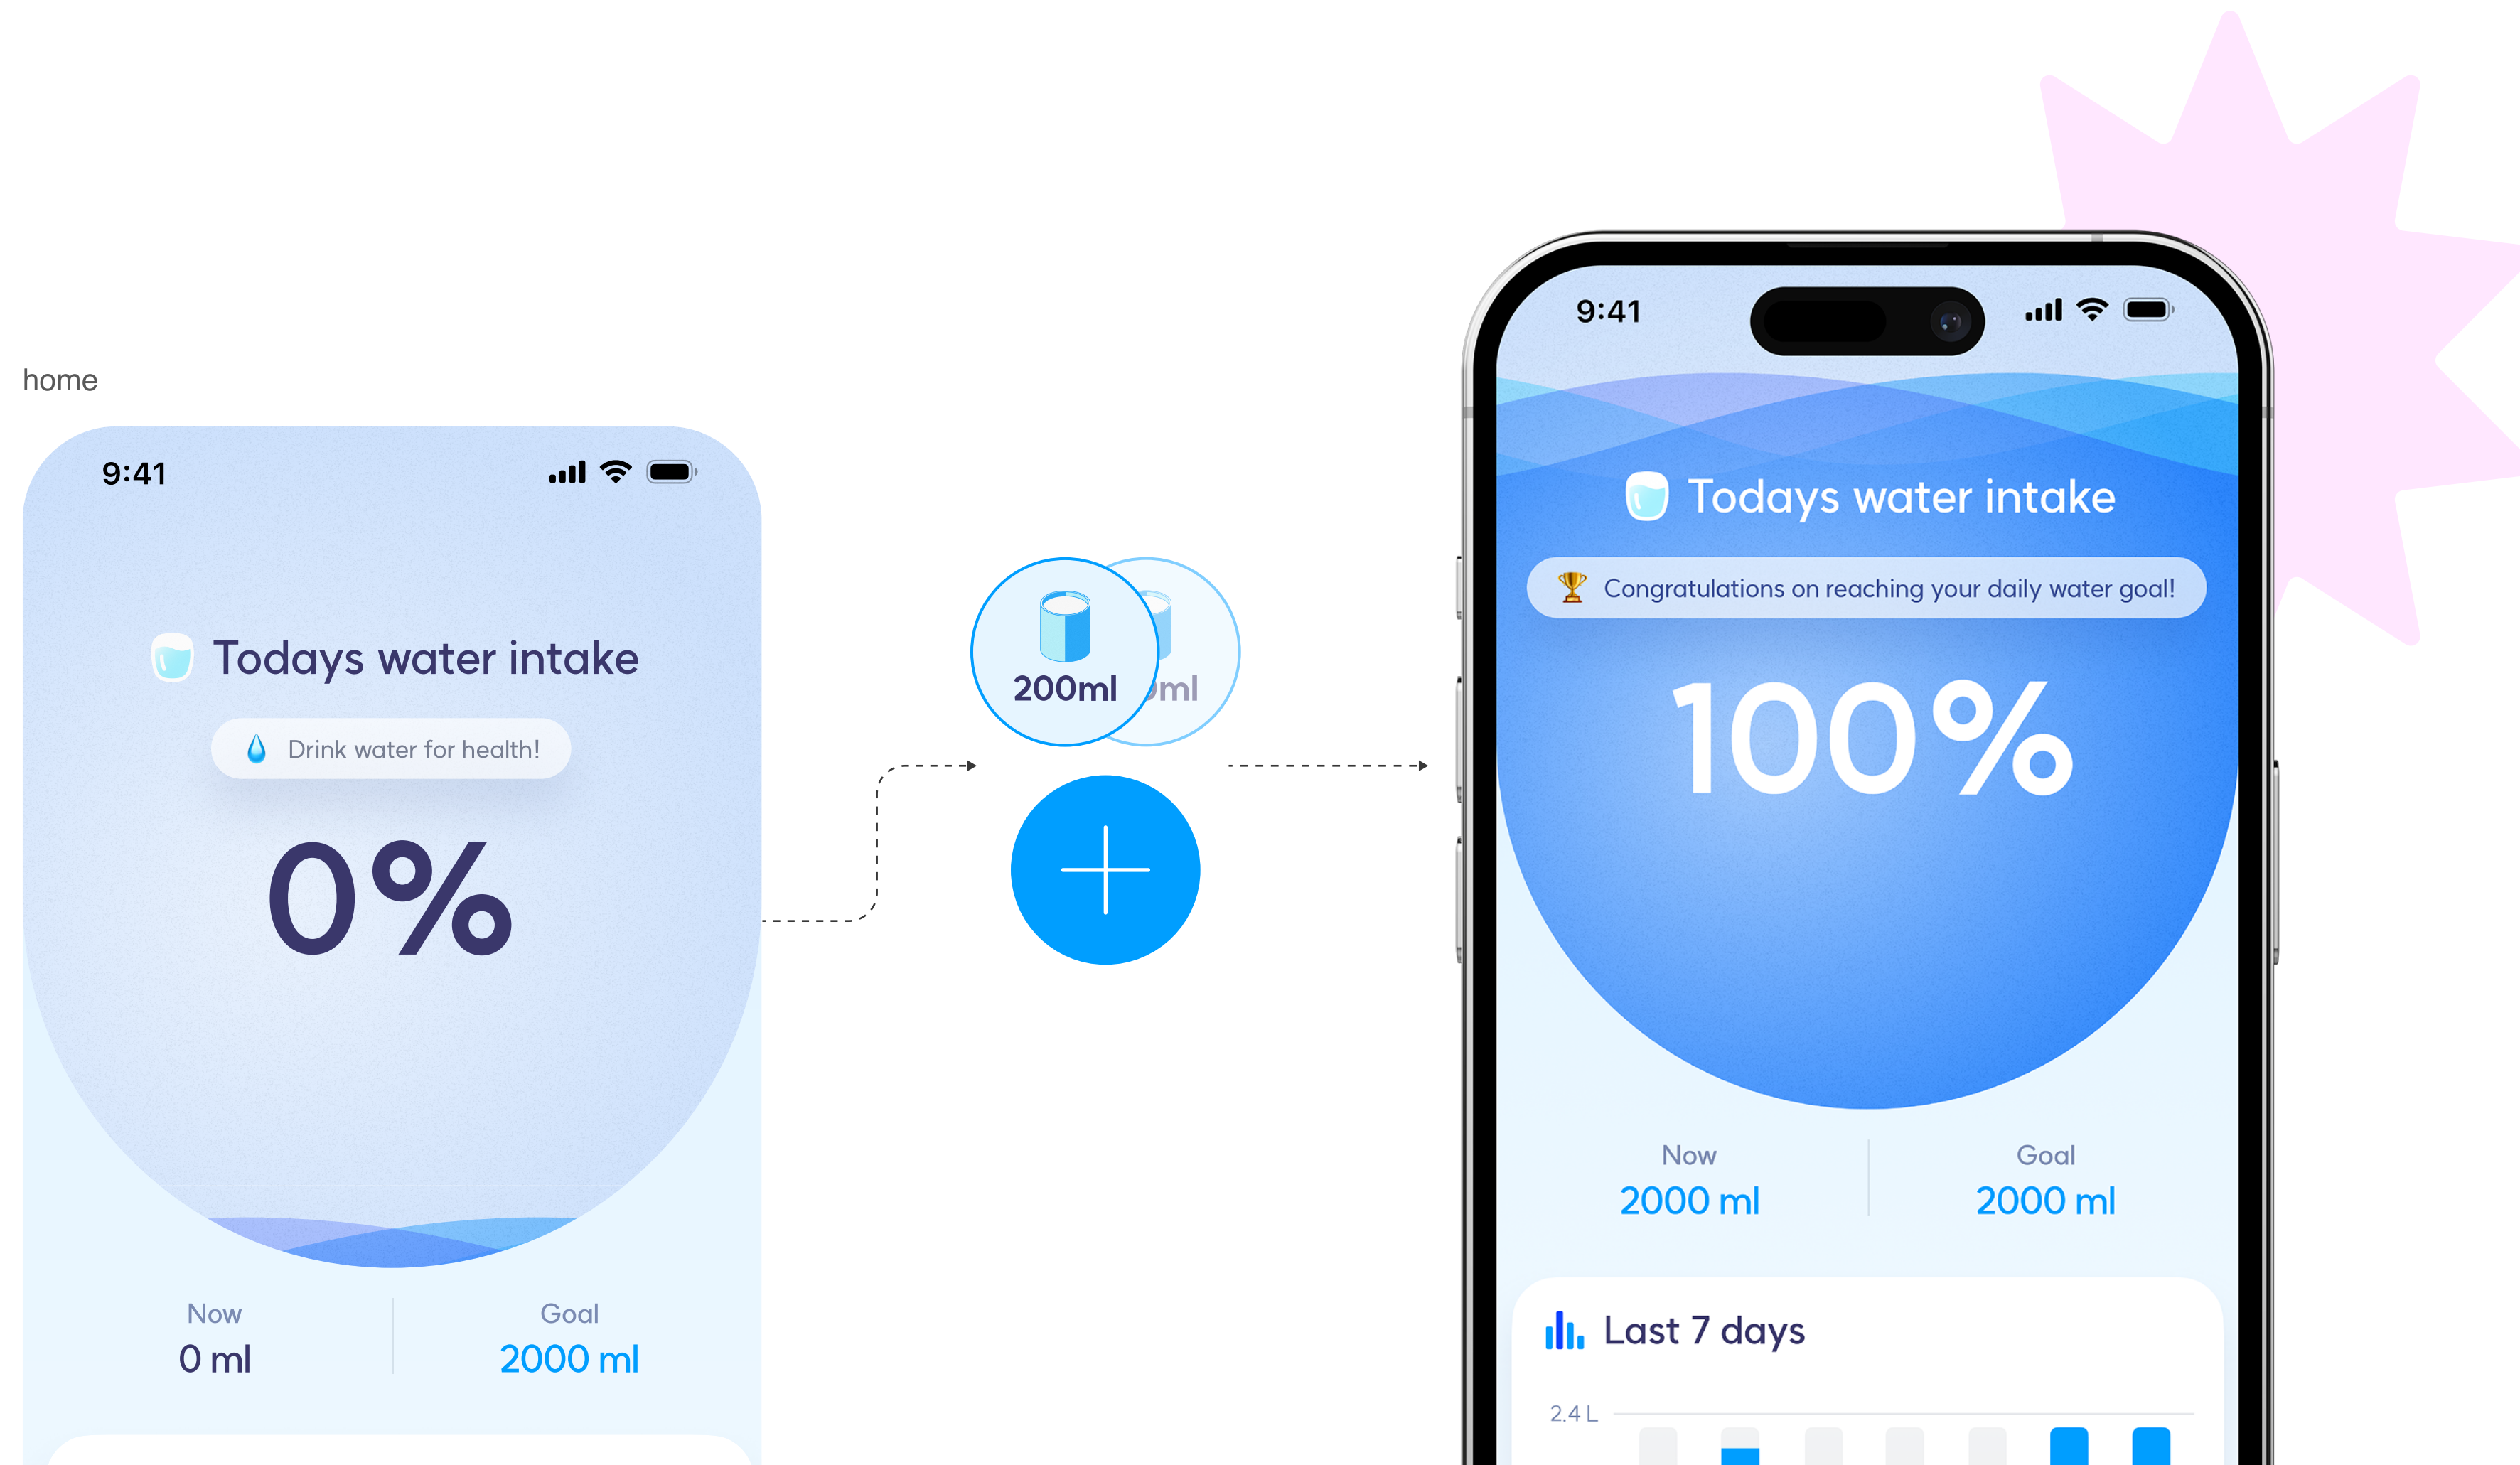 home
9:41
Todays water intake
Drink water for health!
0%
Now
0 ml
Goal
2000 ml
200ml
ml
9:41
Todays water intake
Congratulations on reaching your daily water goal!
100%
Now
2000 ml
Goal
2000 ml
Last 7 days
2.4 L